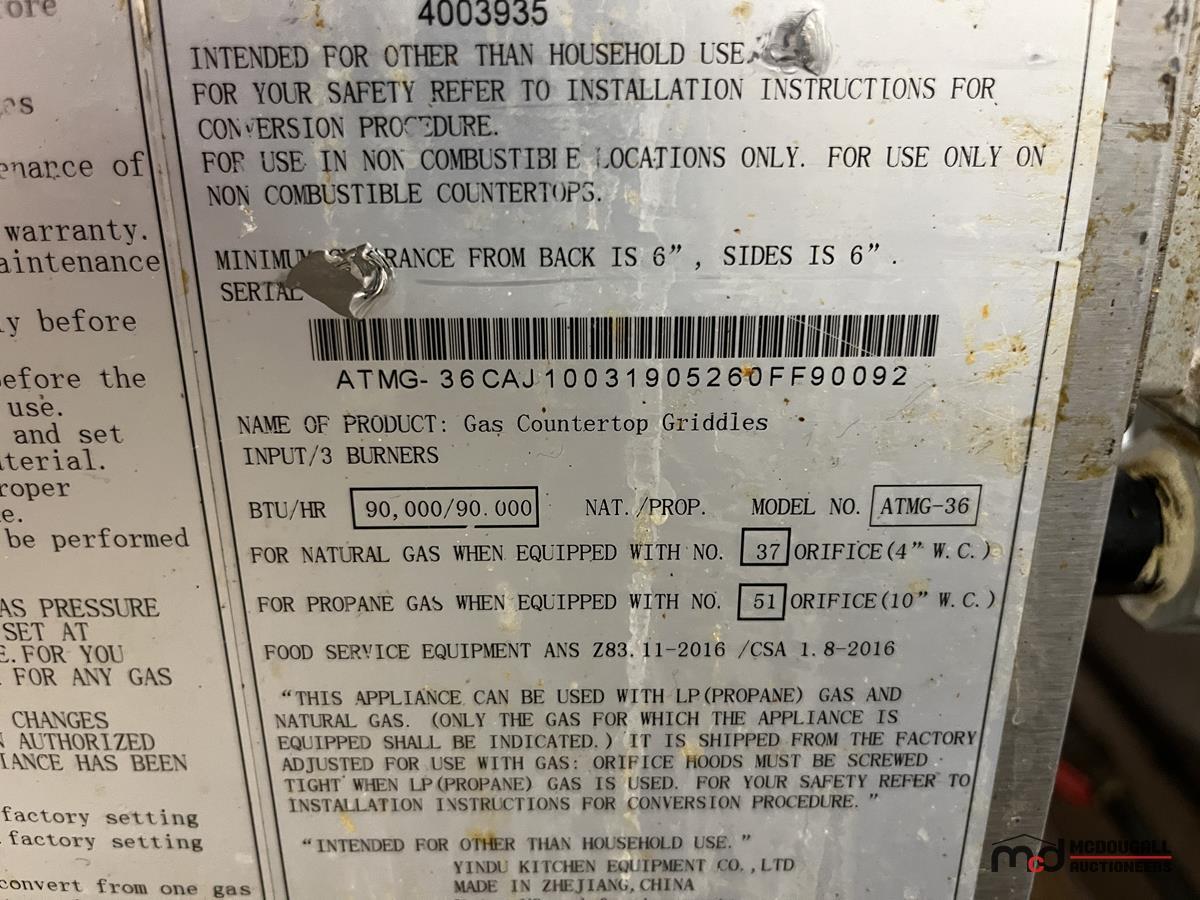 ore
es
enance of
warranty.
aintenance
ly before
before the
use.
and set
aterial.
roper
e.
be performed
AS PRESSURE
SET AT
E. FOR YOU
FOR ANY GAS
CHANGES
N AUTHORIZED
IANCE HAS BEEN
factory setting
factory setting
convert from one gas
4003935
INTENDED FOR OTHER THAN HOUSEHOLD USE.
FOR YOUR SAFETY REFER TO INSTALLATION INSTRUCTIONS FOR
CONVERSION PROCEDURE.
FOR USE IN NON COMBUSTIBLE LOCATIONS ONLY. FOR USE ONLY ON
NON COMBUSTIBLE COUNTERTOPS.
MINIMUM CLEARANCE FROM BACK IS 6", SIDES IS 6".
SERIAL
ATMG-36CAJ10031905260FF90092
NAME OF PRODUCT: Gas Countertop Griddles
INPUT/3 BURNERS
BTU/HR 90,000/90.000 NAT./PROP. MODEL NO. ATMG-36
FOR NATURAL GAS WHEN EQUIPPED WITH NO. 37 ORIFICE(4" W.C.)
FOR PROPANE GAS WHEN EQUIPPED WITH NO. 51 ORIFICE(10" W.C.)
FOOD SERVICE EQUIPMENT ANS Z83.11-2016 /CSA 1.8-2016
"THIS APPLIANCE CAN BE USED WITH LP(PROPANE) GAS AND
NATURAL GAS. (ONLY THE GAS FOR WHICH THE APPLIANCE IS
EQUIPPED SHALL BE INDICATED.) IT IS SHIPPED FROM THE FACTORY
ADJUSTED FOR USE WITH GAS: ORIFICE HOODS MUST BE SCREWED
TIGHT WHEN LP(PROPANE) GAS IS USED. FOR YOUR SAFETY REFER TO
INSTALLATION INSTRUCTIONS FOR CONVERSION PROCEDURE."
"INTENDED FOR OTHER THAN HOUSEHOLD USE."
YINDU KITCHEN EQUIPMENT CO.,LTD
MADE IN ZHEJIANG,CHINA
mcd MCDOUGALL
AUCTIONEERS